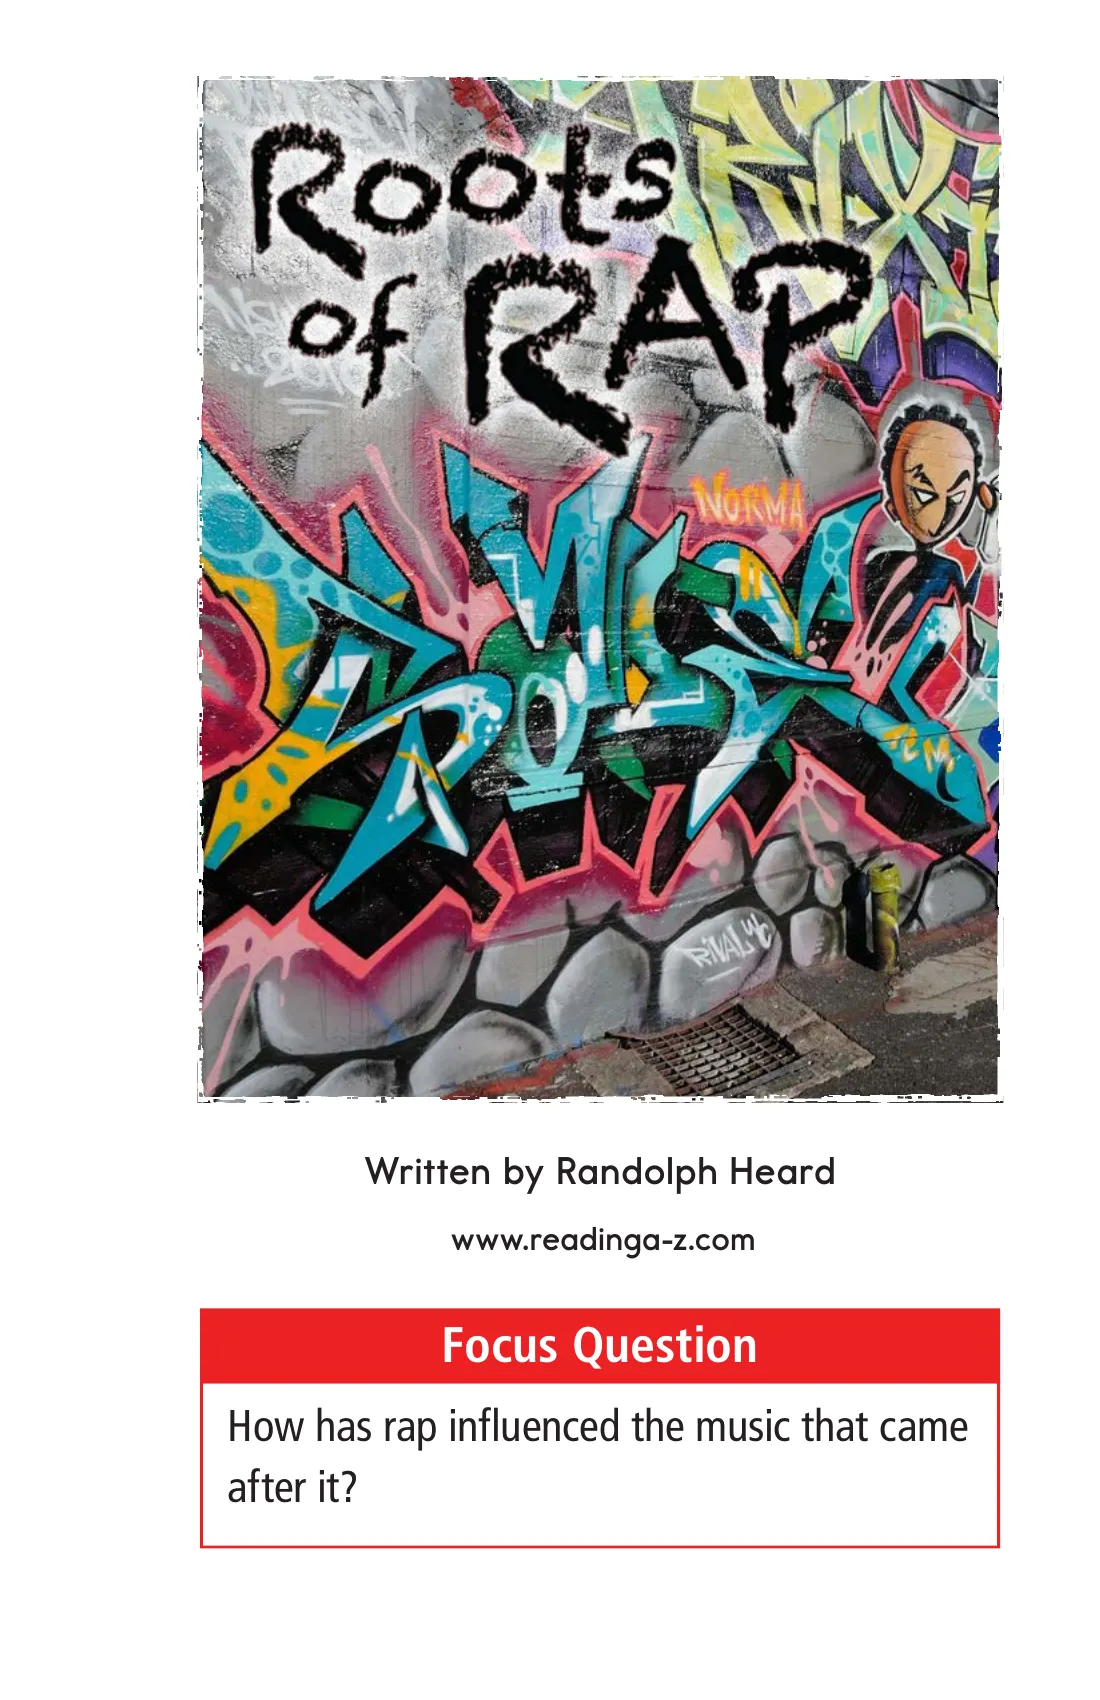 Roots
of RAP
NORMA
RIVAL
Written by Randolph Heard
www.readinga-z.com
Focus Question
How has rap influenced the music that came
after it?